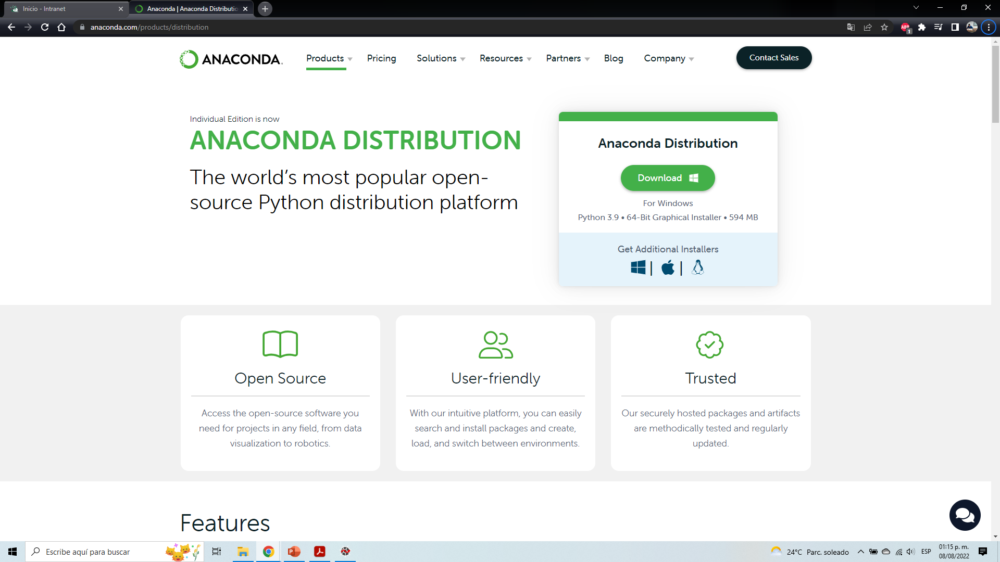 Inicio - Intranet
Anaconda | Anaconda Distributio
anaconda.com/products/distribution
ABP
1
ANACONDA.
Products
Pricing
Solutions
Resources
Partners
Blog
Company
Contact Sales
Individual Edition is now
ANACONDA DISTRIBUTION
The world's most popular open-
source Python distribution platform
Anaconda Distribution
Download
For Windows
Python 3.9 • 64-Bit Graphical Installer • 594 MB
Get Additional Installers
| |
Open Source
Access the open-source software you
need for projects in any field, from data
visualization to robotics.
User-friendly
With our intuitive platform, you can easily
search and install packages and create,
load, and switch between environments.
Trusted
Our securely hosted packages and artifacts
are methodically tested and regularly
updated.
Features
Escribe aquí para buscar
24°C Parc. soleado
ESP
01:15 p. m.
08/08/2022